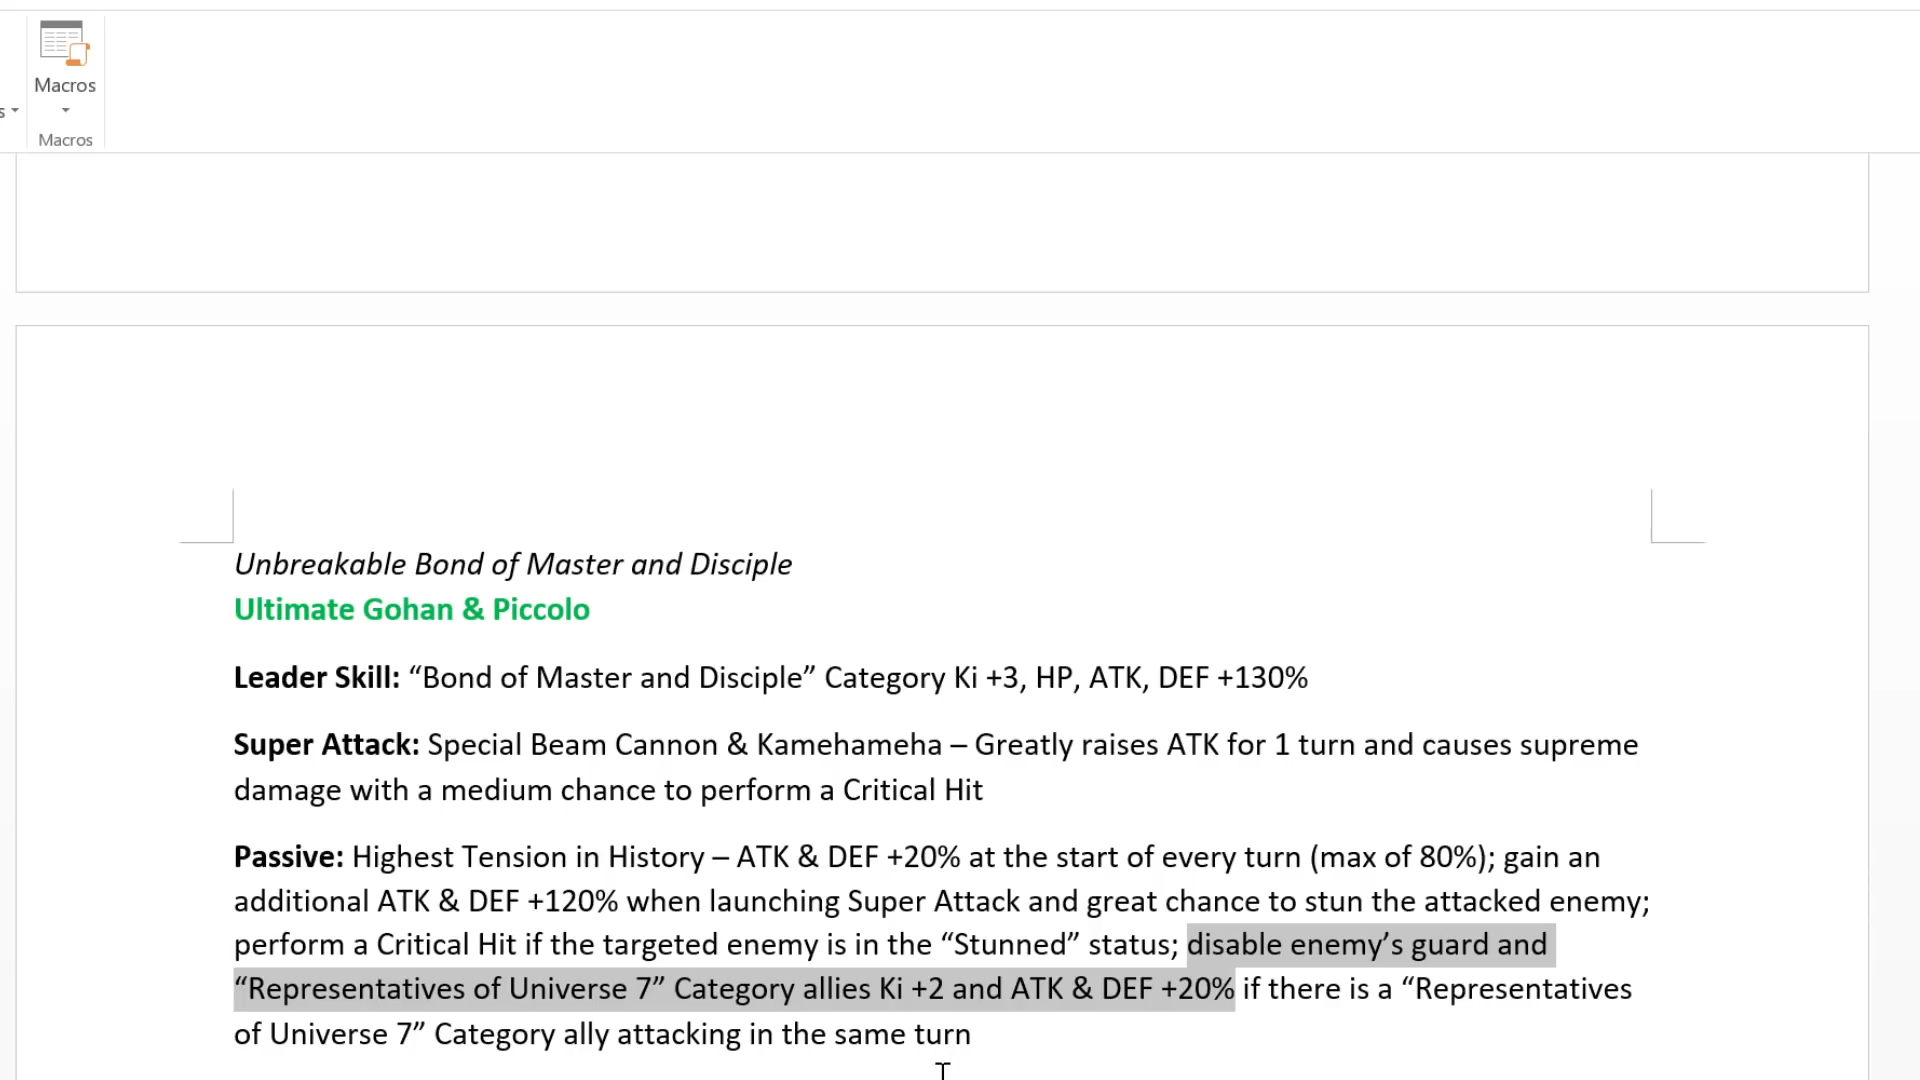 Macros
s
Macros
Unbreakable Bond of Master and Disciple
Ultimate Gohan & Piccolo
Leader Skill: “Bond of Master and Disciple” Category Ki +3, HP, ATK, DEF +130%
Super Attack: Special Beam Cannon & Kamehameha – Greatly raises ATK for 1 turn and causes supreme
damage with a medium chance to perform a Critical Hit
Passive: Highest Tension in History – ATK & DEF +20% at the start of every turn (max of 80%); gain an
additional ATK & DEF +120% when launching Super Attack and great chance to stun the attacked enemy;
perform a Critical Hit if the targeted enemy is in the “Stunned” status; disable enemy’s guard and
“Representatives of Universe 7” Category allies Ki +2 and ATK & DEF +20% if there is a “Representatives
of Universe 7” Category ally attacking in the same turn